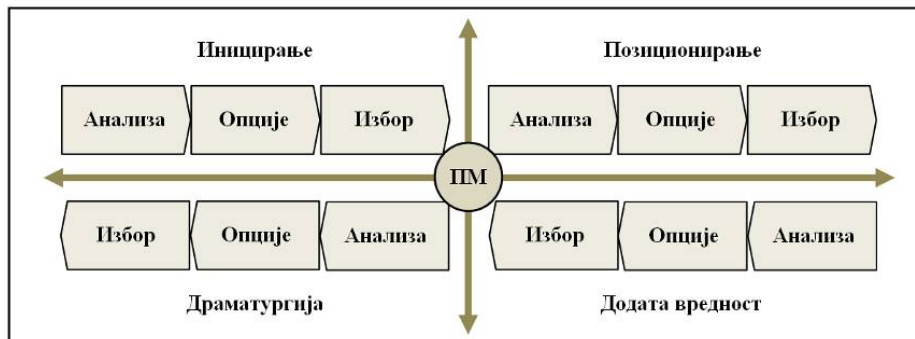 Иницирање Позиционирање
Анализа Опције Избор Анализа Опције Избор
ПМ
Избор Опције Анализа Избор Опције Анализа
Драматургија Додата вредност